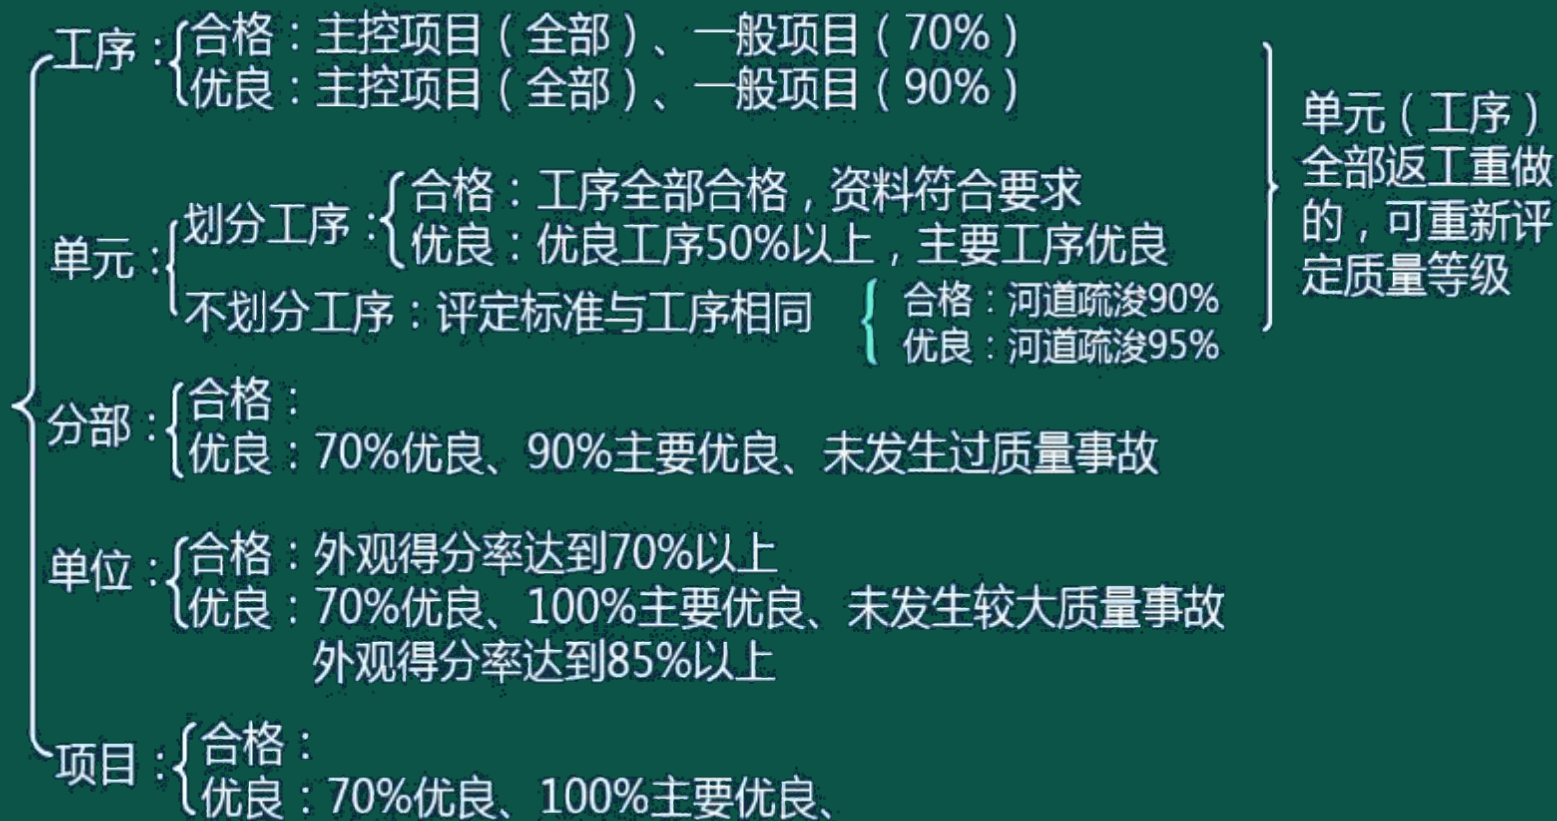 工序：
合格：主控项目（全部）、一般项目（70%）
优良：主控项目（全部）、一般项目（90%）
单元：
划分工序：
合格：工序全部合格，资料符合要求
优良：优良工序50%以上，主要工序优良
不划分工序：评定标准与工序相同
合格：河道疏浚90%
优良：河道疏浚95%
单元（工序）
全部返工重做
的，可重新评
定质量等级
分部：
合格：
优良：70%优良、90%主要优良、未发生过质量事故
单位：
合格：外观得分率达到70%以上
优良：70%优良、100%主要优良、未发生较大质量事故
外观得分率达到85%以上
项目：
合格：
优良：70%优良、100%主要优良、